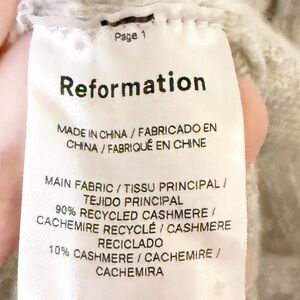 Page 1
Reformation
MADE IN CHINA / FABRICADO EN
CHINA / FABRIQUÉ EN CHINE
MAIN FABRIC / TISSU PRINCIPAL /
TEJIDO PRINCIPAL
90% RECYCLED CASHMERE /
CACHEMIRE RECYCLÉ / CASHMERE
RECICLADO
10% CASHMERE / CACHEMIRE /
CACHEMIRA